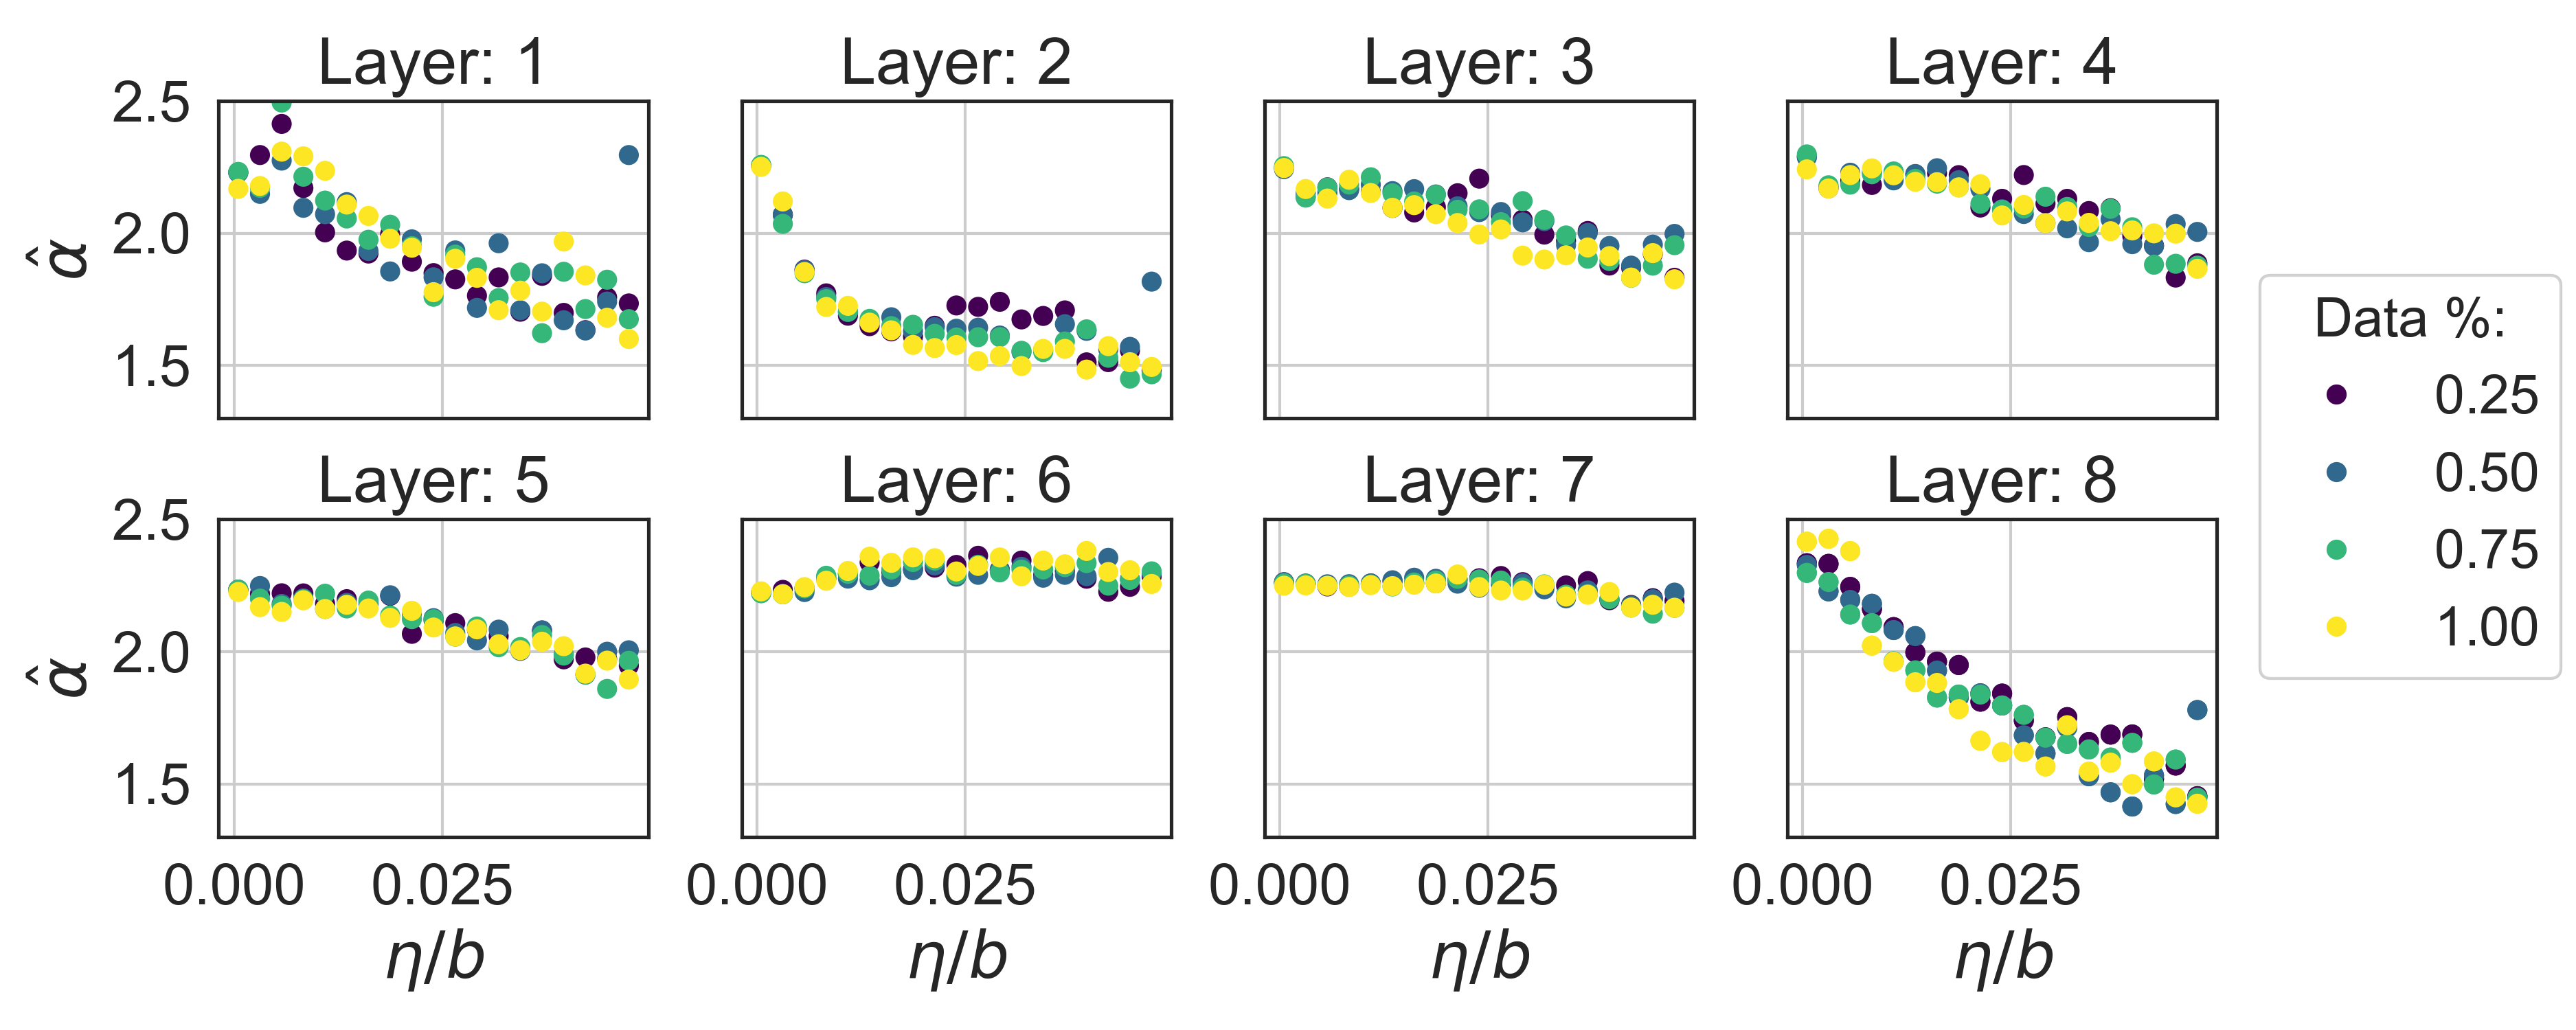 Layer: 1 Layer: 2 Layer: 3 Layer: 4
2.5
2.0
1.5
α̂
Layer: 5 Layer: 6 Layer: 7 Layer: 8
2.5
2.0
1.5
α̂
0.000 0.025 0.000 0.025 0.000 0.025 0.000 0.025
η/b η/b η/b η/b
Data %:
0.25
0.50
0.75
1.00